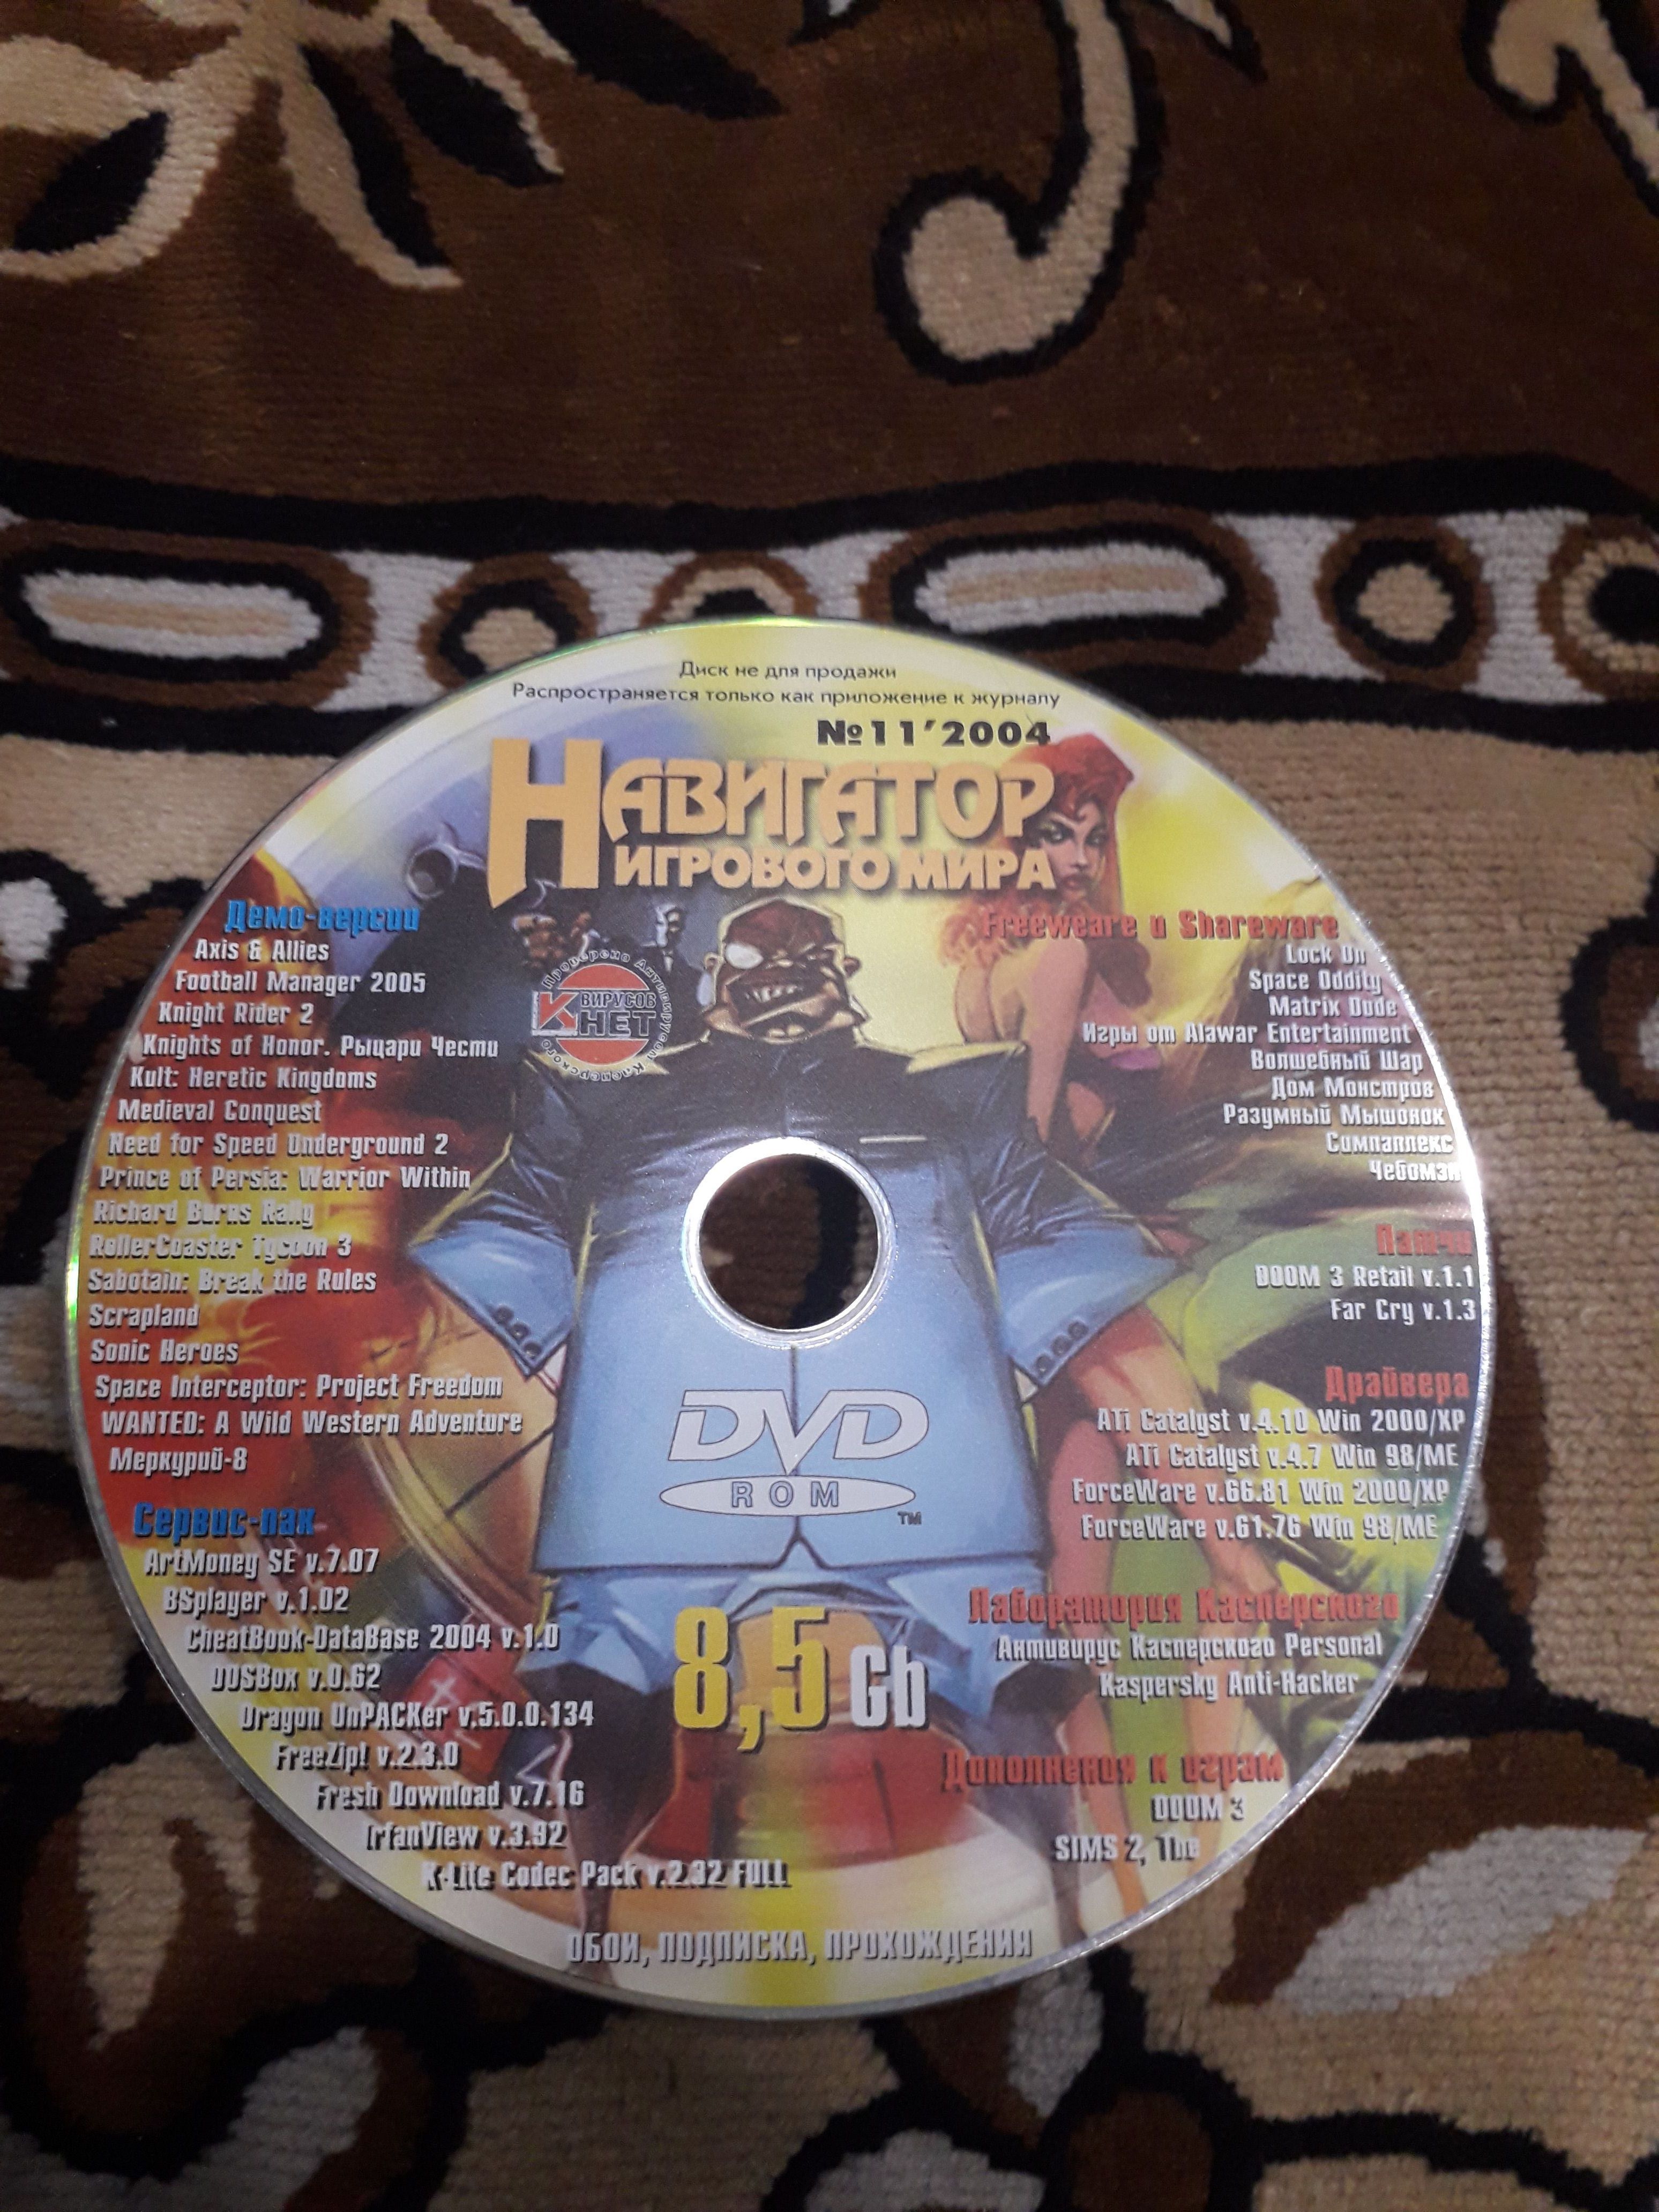 Диск не для продажи
Распространяется только как приложение к журналу
№11'2004
НАВИГАТОР
ИГРОВОГО МИРА
Демо-версии
Axis & Allies
Football Manager 2005
Knight Rider 2
Knights of Honor. Рыцари Чести
Kult: Heretic Kingdoms
Medieval Conquest
Need for Speed Underground 2
Prince of Persia: Warrior Within
Richard Burns Rally
RollerCoaster Tycoon 3
Sabotain: Break the Rules
Scrapland
Sonic Heroes
Space Interceptor: Project Freedom
WANTED: A Wild Western Adventure
Меркурий-8
Сервис-пак
ArtMoney SE v.7.07
BSplayer v.1.02
CheatBook-DataBase 2004 v.1.0
DOSBox v.0.62
Dragon UnPACKer v.5.0.0.134
FreeZip! v.2.3.0
Fresh Download v.7.16
IrfanView v.3.92
K-Lite Codec Pack v.2.32 FULL
Проверено Антивирусом Касперского
К ВИРУСОВ
НЕТ
DVD
ROM
TM
8,5 Gb
Freeweare и Shareware
Lock On
Space Oddity
Matrix Dode
Игры от Alawar Entertainment
Волшебный Шар
Дом Монстров
Разумный Мышонок
Симпаплекс
Чебомэн
Патчи
DOOM 3 Retail v.1.1
Far Cry v.1.3
Драйвера
ATi Catalyst v.4.10 Win 2000/XP
ATi Catalyst v.4.7 Win 98/ME
ForceWare v.66.81 Win 2000/XP
ForceWare v.61.76 Win 98/ME
Лаборатория Касперского
Антивирус Касперского Personal
Kaspersky Anti-Hacker
Дополнения к играм
DOOM 3
SIMS 2, The
ОБОИ, ПОДПИСКА, ПРОХОЖДЕНИЯ